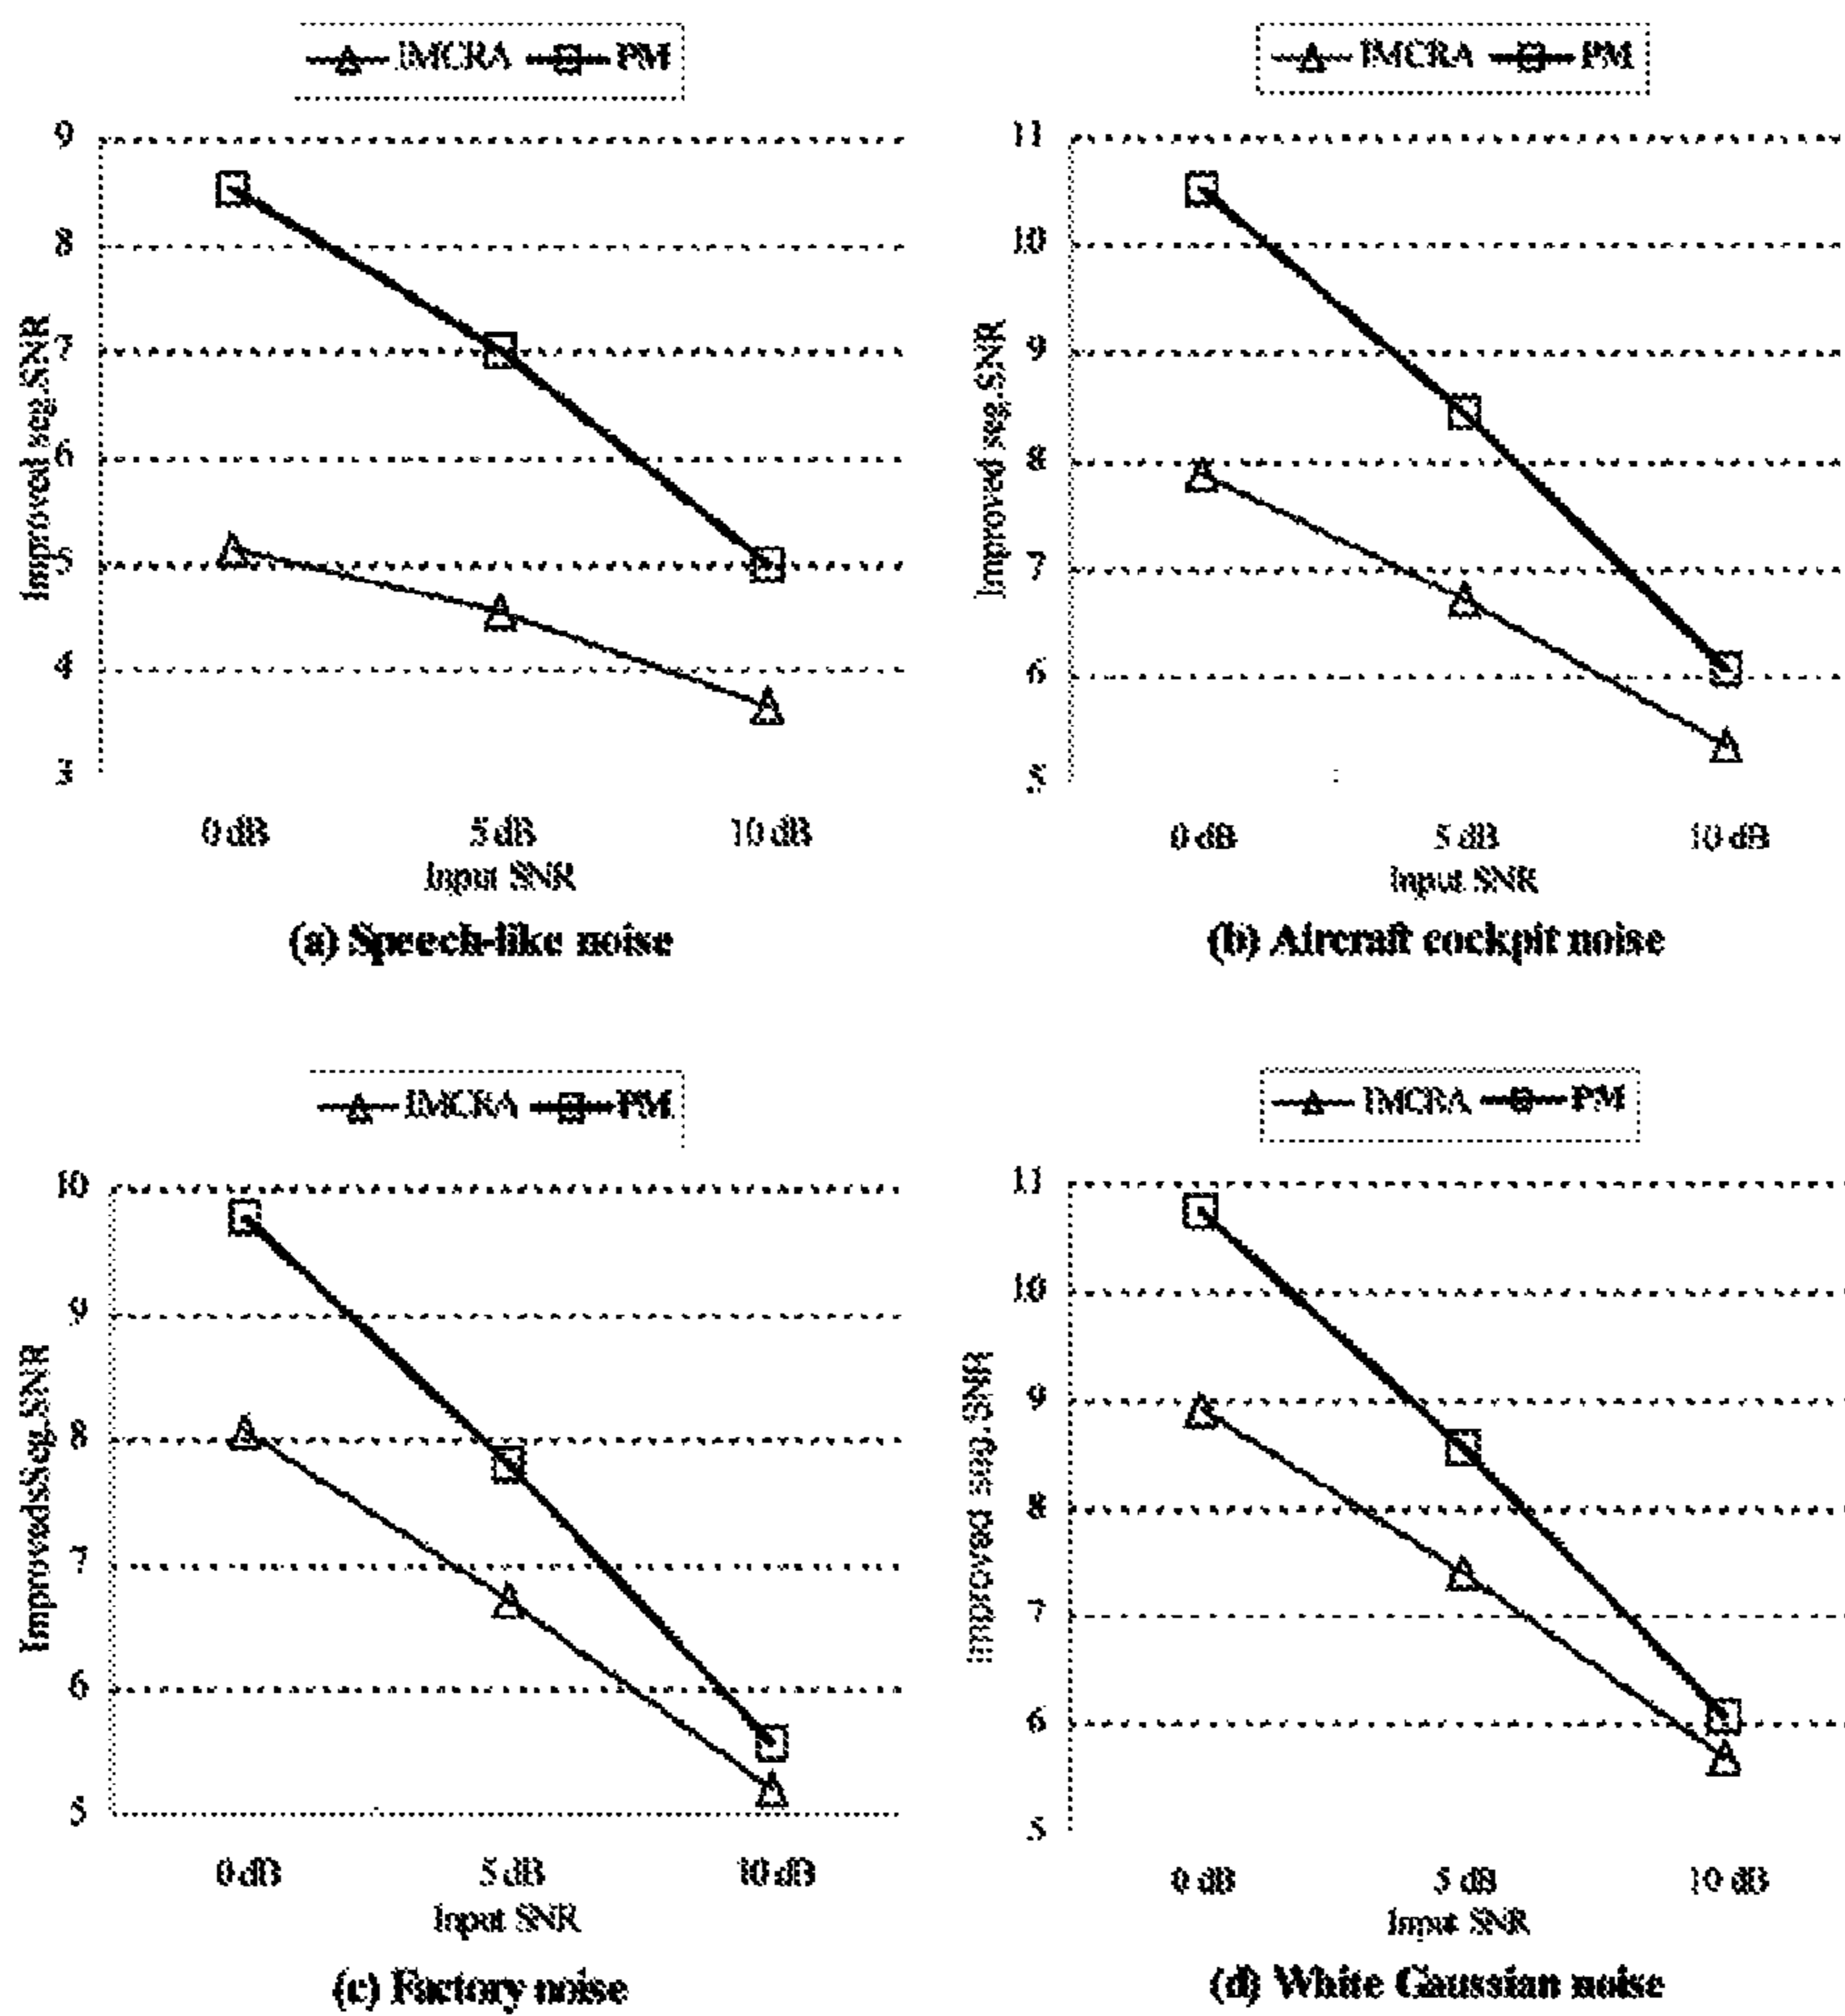 IMCRA PM
9
8
7
6
5
4
3
Improved seg.SNR
0 dB 5 dB 10 dB
Input SNR
(a) Speech-like noise
IMCRA PM
11
10
9
8
7
6
5
Improved seg.SNR
0 dB 5 dB 10 dB
Input SNR
(b) Aircraft cockpit noise
IMCRA PM
10
9
8
7
6
5
ImprovedsSeg.SNR
0 dB 5 dB 10 dB
Input SNR
(c) Factory noise
IMCRA PM
11
10
9
8
7
6
5
Improved seg.SNR
0 dB 5 dB 10 dB
Input SNR
(d) White Gaussian noise